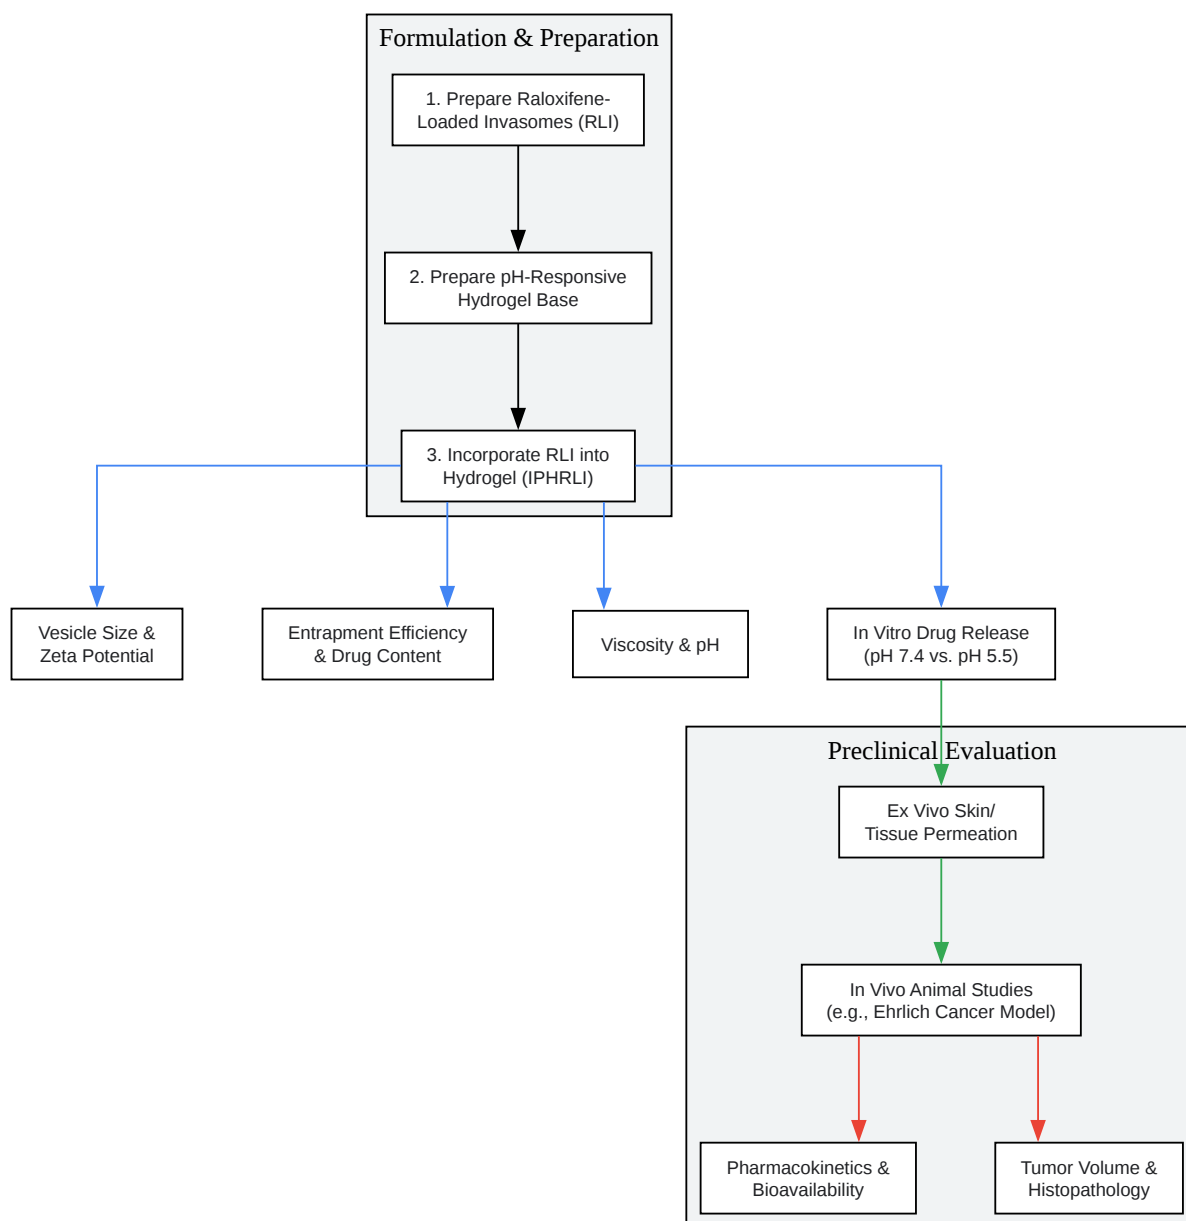 Formulation & Preparation
1. Prepare Raloxifene-
Loaded Invasomes (RLI)
2. Prepare pH-Responsive
Hydrogel Base
3. Incorporate RLI into
Hydrogel (IPHRLI)
Vesicle Size &
Zeta Potential
Entrapment Efficiency
& Drug Content
Viscosity & pH
In Vitro Drug Release
(pH 7.4 vs. pH 5.5)
Preclinical Evaluation
Ex Vivo Skin/
Tissue Permeation
In Vivo Animal Studies
(e.g., Ehrlich Cancer Model)
Pharmacokinetics &
Bioavailability
Tumor Volume &
Histopathology